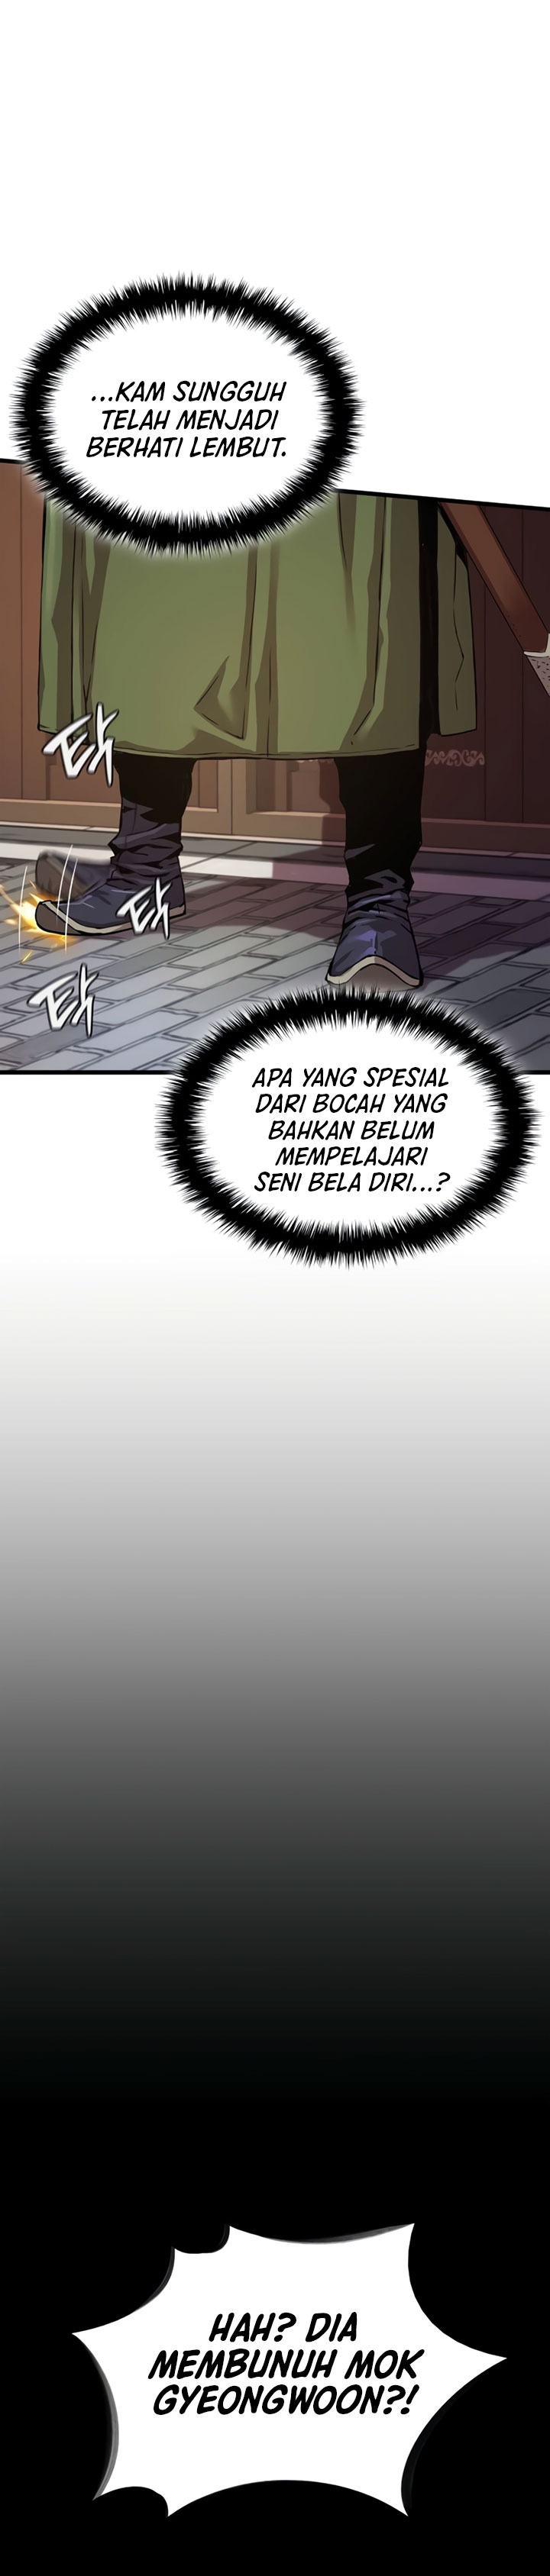 ...KAM SUNGGUH
TELAH MENJADI
BERHATI LEMBUT.
탁
탁
탁
APA YANG SPESIAL
DARI BOCAH YANG
BAHKAN BELUM
MEMPELAJARI
SENI BELA DIRI...?
HAH? DIA
MEMBUNUH MOK
GYEONGWOON?!